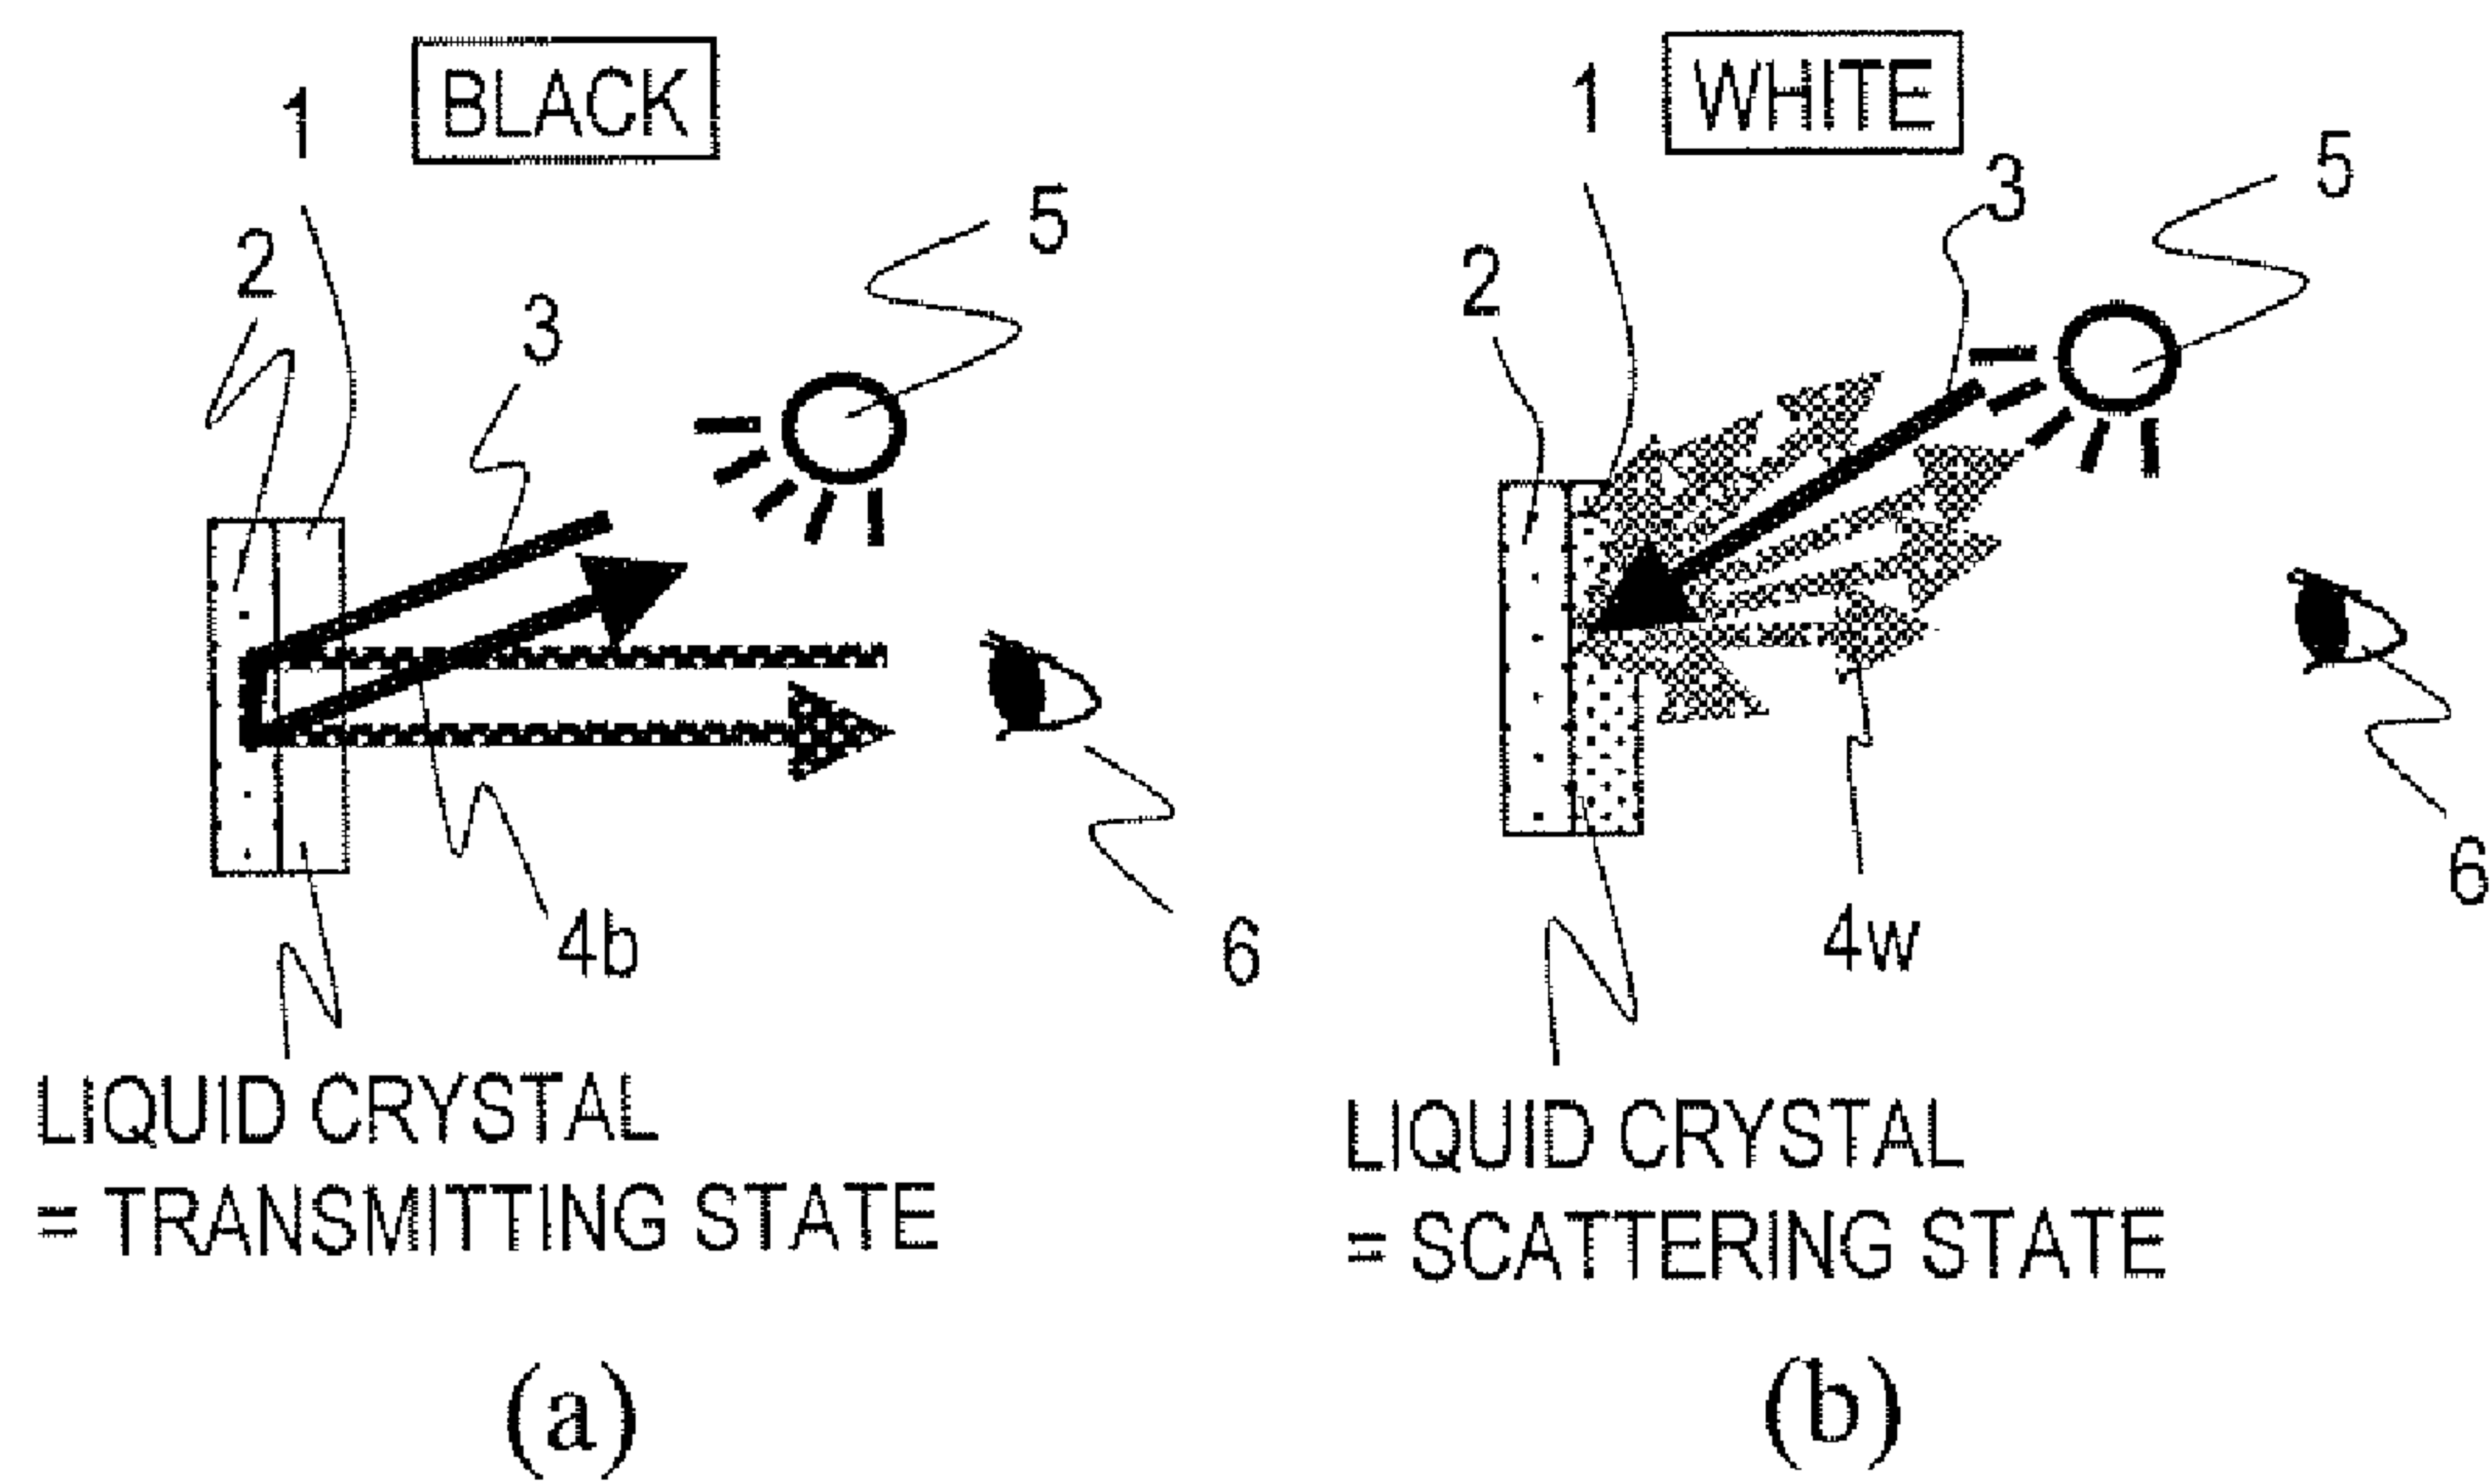 BLACK
1
2
3
5
4b
6
LIQUID CRYSTAL
= TRANSMITTING STATE
(a)
WHITE
1
2
3
5
4w
6
LIQUID CRYSTAL
= SCATTERING STATE
(b)